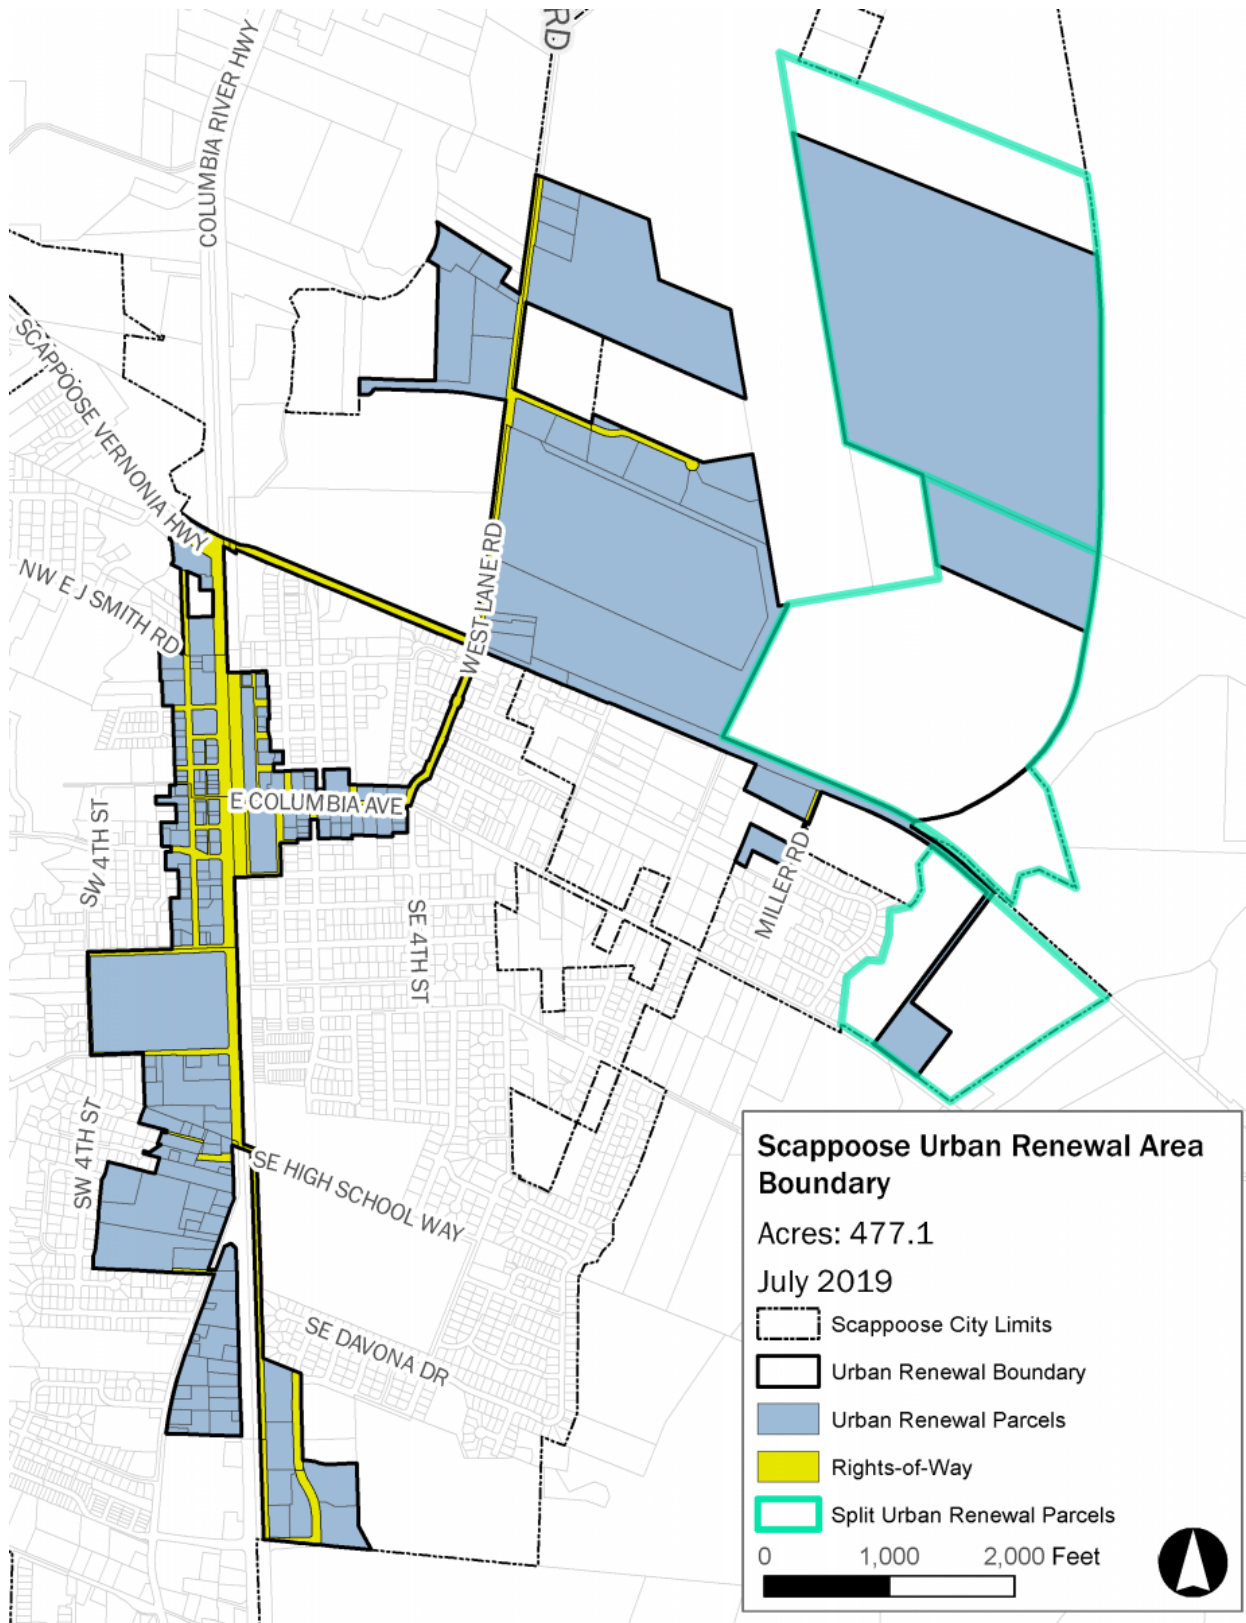 RD
COLUMBIA RIVER HWY
SCAPPOOSE VERNONIA HWY
NW E J SMITH RD
WEST LANE RD
E COLUMBIA AVE
SW 4TH ST
SE 4TH ST
MILLER RD
SW 4TH ST
SE HIGH SCHOOL WAY
SE DAVONA DR
Scappoose Urban Renewal Area
Boundary
Acres: 477.1
July 2019
Scappoose City Limits
Urban Renewal Boundary
Urban Renewal Parcels
Rights-of-Way
Split Urban Renewal Parcels
0 1,000 2,000 Feet